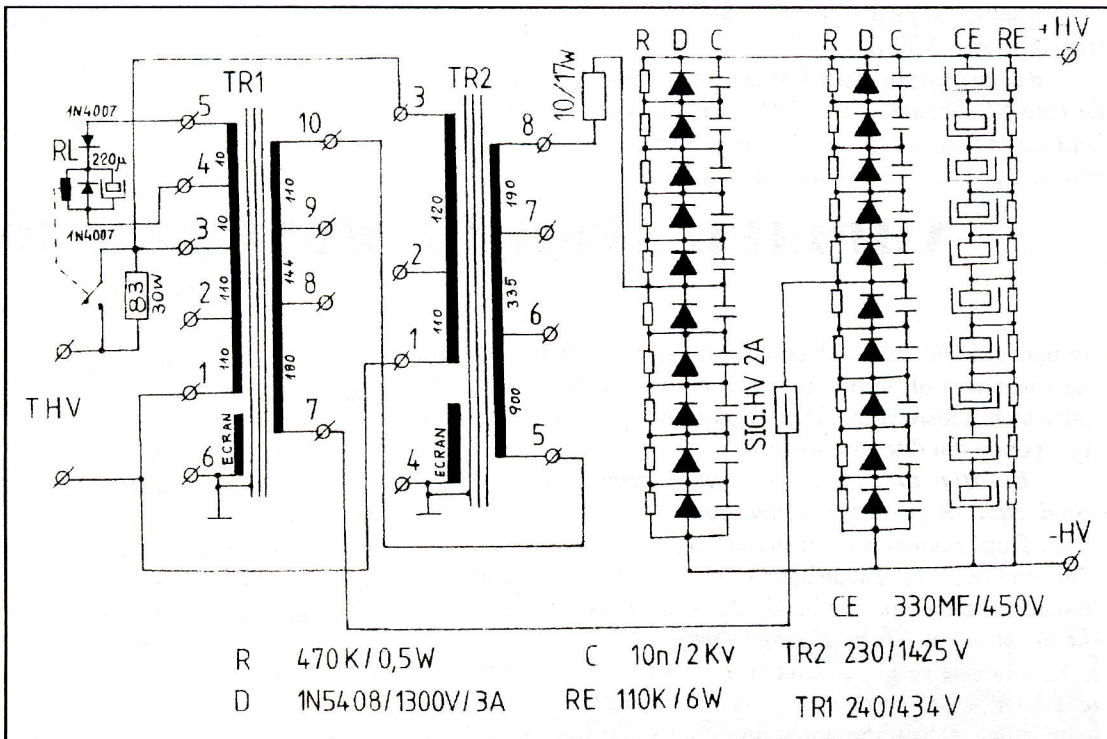 R D C R D C CE RE +HV
TR1
TR2
10/17W
1N4007
5
10
3
8
RL
220µ
4
10
110
120
190
9
7
1N4007
3
10
144
2
335
83
30W
2
110
8
110
6
1
110
180
1
900
SIG.HV 2A
THV
7
5
6
ECRAN
4
ECRAN
-HV
CE 330MF/450V
R 470K/0,5W C 10n/2KV TR2 230/1425V
D 1N5408/1300V/3A RE 110K/6W TR1 240/434V